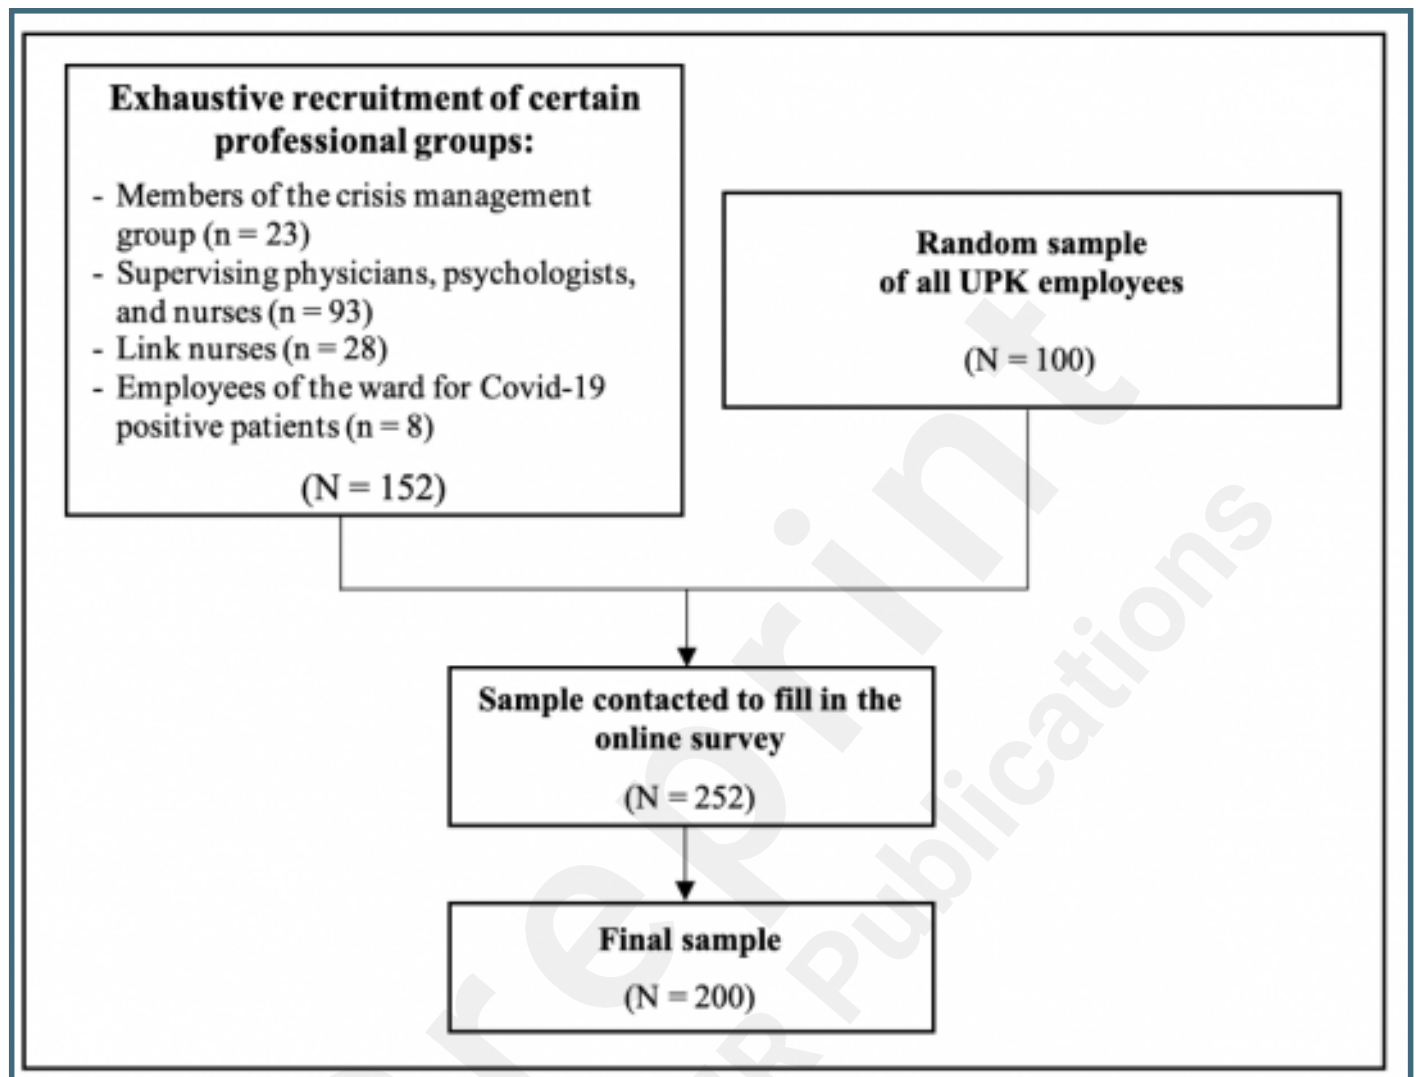 Exhaustive recruitment of certain
professional groups:
- Members of the crisis management
group (n = 23)
- Supervising physicians, psychologists,
and nurses (n = 93)
- Link nurses (n = 28)
- Employees of the ward for Covid-19
positive patients (n = 8)
(N = 152)
Random sample
of all UPK employees
(N = 100)
Sample contacted to fill in the
online survey
(N = 252)
Final sample
(N = 200)
reprint
R Publications